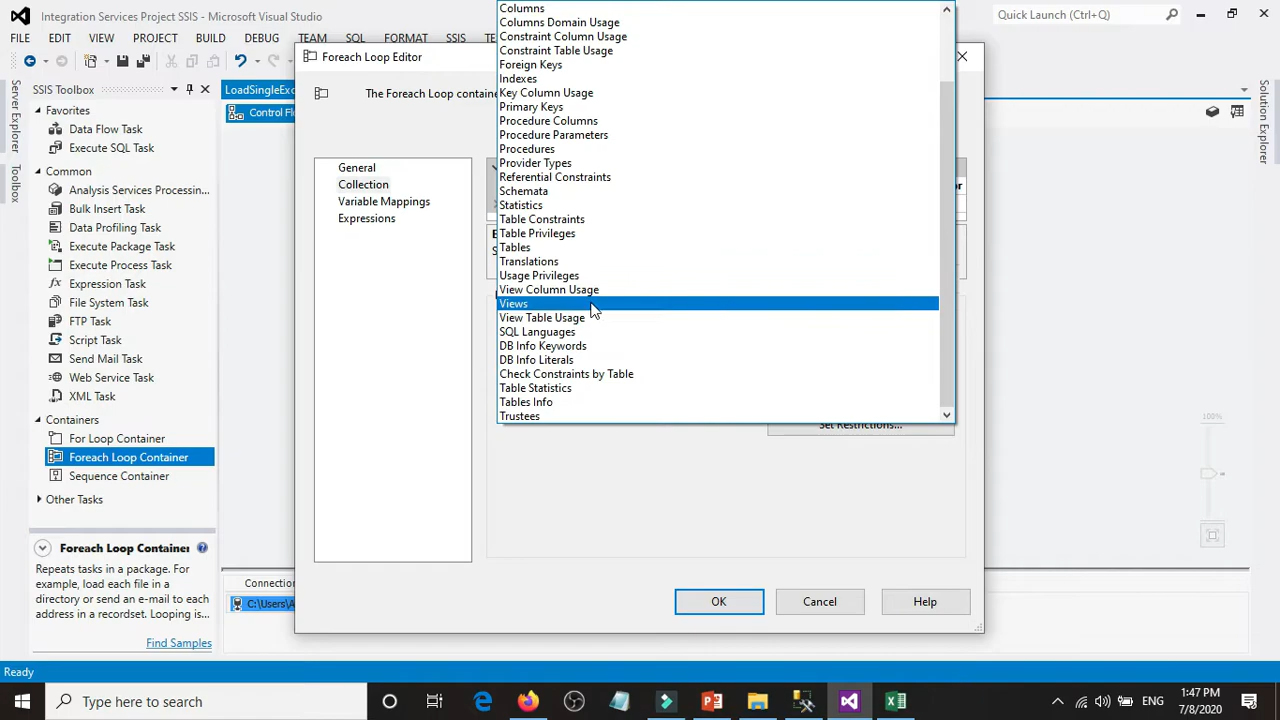 Integration Services Project SSIS - Microsoft Visual Studio
Quick Launch (Ctrl+Q)
FILE EDIT VIEW PROJECT BUILD DEBUG TEAM SQL FORMAT SSIS
Foreach Loop Editor
SSIS Toolbox
LoadSingleExc
Control Fl
The Foreach Loop containe
Server Explorer
Toolbox
Solution Explorer
Favorites
Data Flow Task
Execute SQL Task
Common
Analysis Services Processin...
Bulk Insert Task
Data Profiling Task
Execute Package Task
Execute Process Task
Expression Task
File System Task
FTP Task
Script Task
Send Mail Task
Web Service Task
XML Task
Containers
For Loop Container
Foreach Loop Container
Sequence Container
Other Tasks
Foreach Loop Container
Repeats tasks in a package. For
example, load each file in a
directory or send an e-mail to each
address in a recordset. Looping is...
Find Samples
General
Collection
Variable Mappings
Expressions
Columns
Columns Domain Usage
Constraint Column Usage
Constraint Table Usage
Foreign Keys
Indexes
Key Column Usage
Primary Keys
Procedure Columns
Procedure Parameters
Procedures
Provider Types
Referential Constraints
Schemata
Statistics
Table Constraints
Table Privileges
Tables
Translations
Usage Privileges
View Column Usage
Views
View Table Usage
SQL Languages
DB Info Keywords
DB Info Literals
Check Constraints by Table
Table Statistics
Tables Info
Trustees
or
Set Restrictions...
OK Cancel Help
Connection
C:\Users\A
100%
Ready
Type here to search
ENG
1:47 PM
7/8/2020